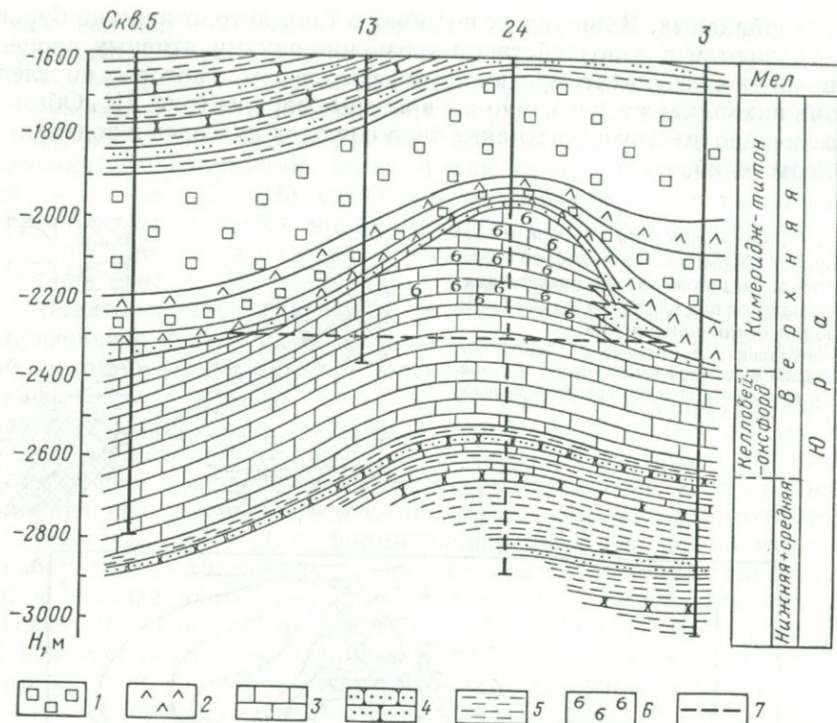 Скв.5 13 24 3
-1600
-1800
-2000
-2200
-2400
-2600
-2800
-3000
Н, м
Мел
Кимеридж-титон
Келловей-
-оксфорд
Верхняя
Нижняя+средняя
Юра
1 2 3 4 5 6 7